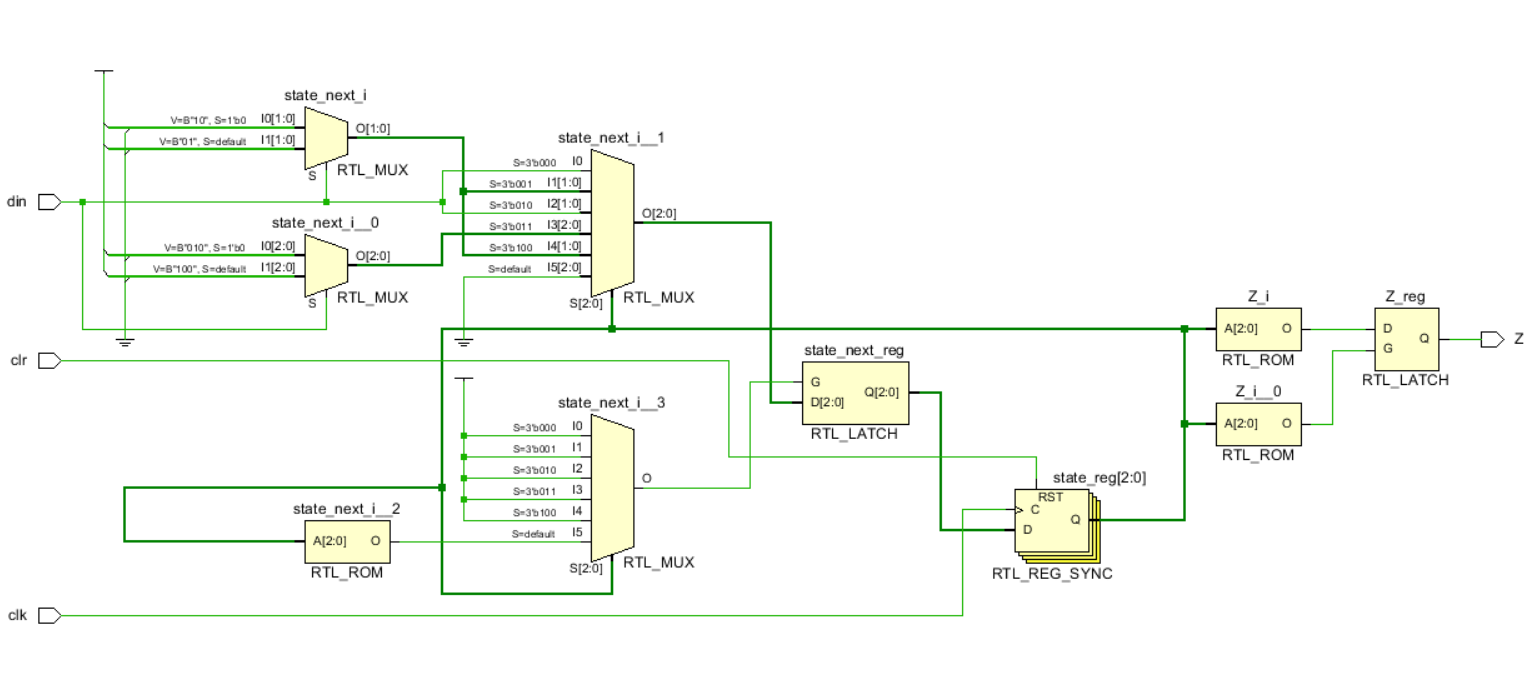 state_next_i
V=B"10", S=1'b0 I0[1:0]
V=B"01", S=default I1[1:0]
O[1:0]
S
RTL_MUX
din
state_next_i__0
V=B"010", S=1'b0 I0[2:0]
V=B"100", S=default I1[2:0]
O[2:0]
S
RTL_MUX
state_next_i__1
S=3'b000 I0
S=3'b001 I1[1:0]
S=3'b010 I2[1:0]
S=3'b011 I3[2:0]
S=3'b100 I4[1:0]
S=default I5[2:0]
O[2:0]
S[2:0]
RTL_MUX
clr
state_next_i__3
S=3'b000 I0
S=3'b001 I1
S=3'b010 I2
S=3'b011 I3
S=3'b100 I4
S=default I5
O
S[2:0]
RTL_MUX
state_next_i__2
A[2:0] O
RTL_ROM
clk
state_next_reg
G
D[2:0]
Q[2:0]
RTL_LATCH
state_reg[2:0]
RST
C
D
Q
RTL_REG_SYNC
Z_i
A[2:0] O
RTL_ROM
Z_i__0
A[2:0] O
RTL_ROM
Z_reg
D
G
Q
RTL_LATCH
Z